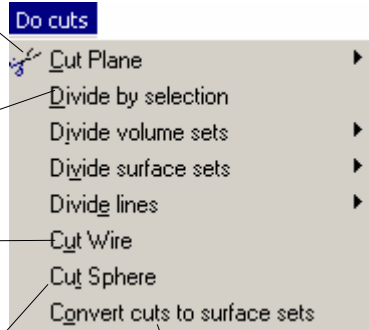 Do cuts
Cut Plane
Divide by selection
Divide volume sets
Divide surface sets
Divide lines
Cut Wire
Cut Sphere
Convert cuts to surface sets